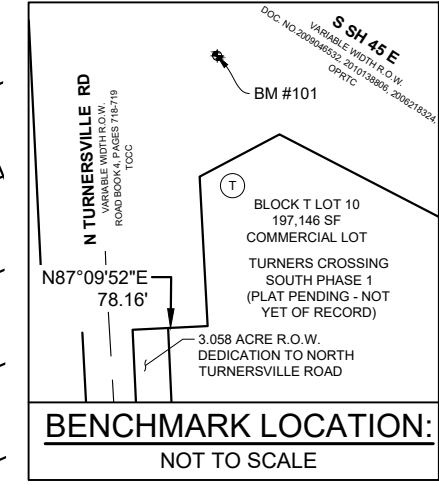 S SH 45 E
VARIABLE WIDTH R.O.W.
DOC. NO.2009046532, 2010138806, 2006218324,
OPRTC
BM #101
N TURNERSVILLE RD
VARIABLE WIDTH R.O.W.
ROAD BOOK 4, PAGES 718-719
TCCC
T
BLOCK T LOT 10
197,146 SF
COMMERCIAL LOT
TURNERS CROSSING
SOUTH PHASE 1
(PLAT PENDING - NOT
YET OF RECORD)
N87°09'52"E
78.16'
3.058 ACRE R.O.W.
DEDICATION TO NORTH
TURNERSVILLE ROAD
BENCHMARK LOCATION:
NOT TO SCALE